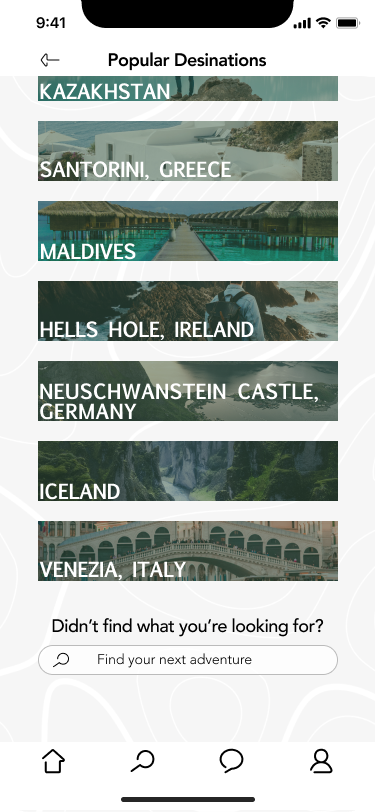 9:41
Popular Desinations
KAZAKHSTAN
SANTORINI, GREECE
MALDIVES
HELLS HOLE, IRELAND
NEUSCHWANSTEIN CASTLE,
GERMANY
ICELAND
VENEZIA, ITALY
Didn't find what you're looking for?
Find your next adventure